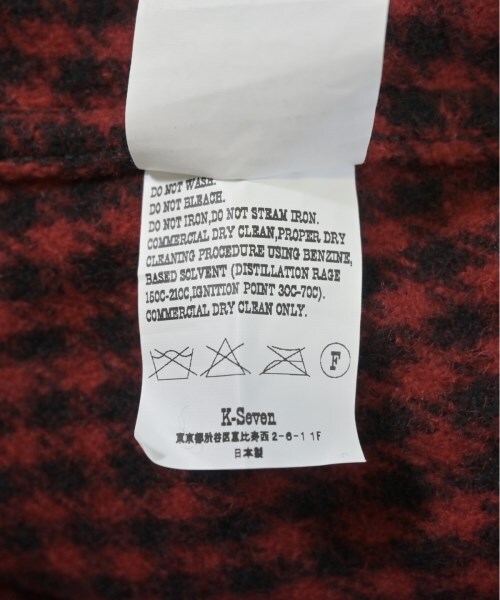 DO NOT WASH.
DO NOT BLEACH.
DO NOT IRON,DO NOT STEAM IRON.
COMMERCIAL DRY CLEAN,PROPER DRY
CLEANING PROCEDURE USING BENZINE,
BASED SOLVENT (DISTILLATION RAGE
150C-210C,IGNITION POINT 30C-70C).
COMMERCIAL DRY CLEAN ONLY.
F
K-Seven
東京都渋谷区恵比寿西2-6-11F
日本製